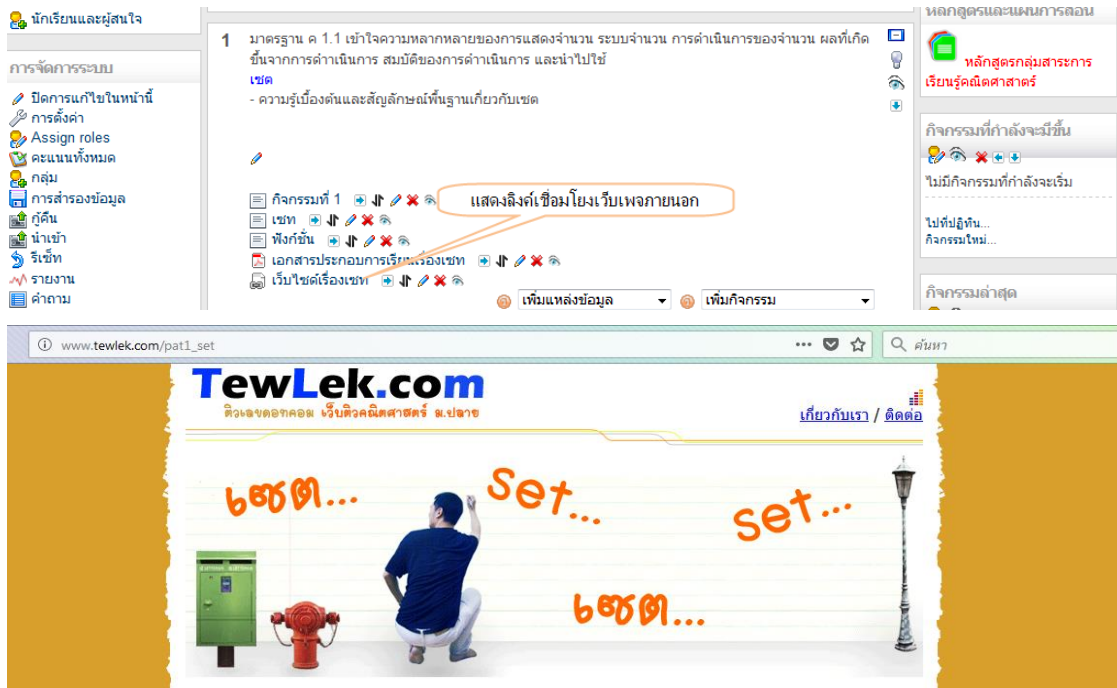 นักเรียนและผู้สนใจ
การจัดการระบบ
ปิดการแก้ไขในหน้านี้
การตั้งค่า
Assign roles
คะแนนทั้งหมด
กลุ่ม
การสำรองข้อมูล
กู้คืน
นำเข้า
รีเซ็ท
รายงาน
คำถาม
1 มาตรฐาน ค 1.1 เข้าใจความหลากหลายของการแสดงจำนวน ระบบจำนวน การดำเนินการของจำนวน ผลที่เกิด
ขึ้นจากการดำเนินการ สมบัติของการดำเนินการ และนำไปใช้
เซต
- ความรู้เบื้องต้นและสัญลักษณ์พื้นฐานเกี่ยวกับเซต
กิจกรรมที่ 1
แสดงลิงค์เชื่อมโยงเว็บเพจภายนอก
เซท
ฟังก์ชั่น
เอกสารประกอบการเรียนเรื่องเซท
เว็บไซด์เรื่องเซท
เพิ่มแหล่งข้อมูล
เพิ่มกิจกรรม
หลักสูตรและแผนการสอน
หลักสูตรกลุ่มสาระการ
เรียนรู้คณิตศาสาตร์
กิจกรรมที่กำลังจะมีขึ้น
ไม่มีกิจกรรมที่กำลังจะเริ่ม
ไปที่ปฏิทิน...
กิจกรรมใหม่...
กิจกรรมล่าสุด
www.tewlek.com/pat1_set
ค้นหา
TewLek.com
ติวเลขดอทคอม เว็บติวคณิตศาสตร์ ม.ปลาย
เกี่ยวกับเรา / ติดต่อ
เซต...
set...
set...
เซต...